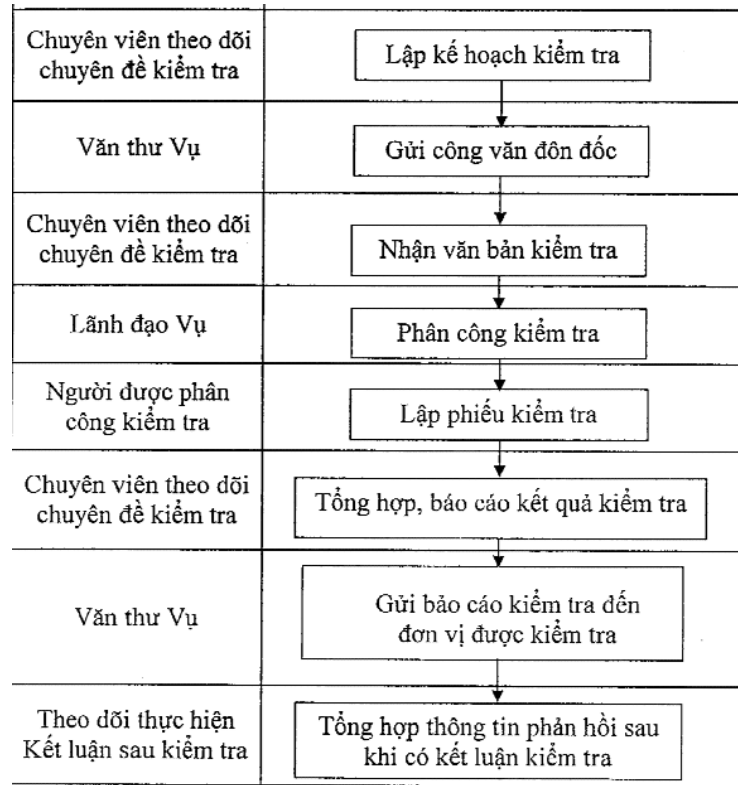 Chuyên viên theo dõi
chuyên đề kiểm tra
Lập kế hoạch kiểm tra
Văn thư Vụ
Gửi công văn đôn đốc
Chuyên viên theo dõi
chuyên đề kiểm tra
Nhận văn bản kiểm tra
Lãnh đạo Vụ
Phân công kiểm tra
Người được phân
công kiểm tra
Lập phiếu kiểm tra
Chuyên viên theo dõi
chuyên đề kiểm tra
Tổng hợp, báo cáo kết quả kiểm tra
Văn thư Vụ
Gửi bảo cáo kiểm tra đến
đơn vị được kiểm tra
Theo dõi thực hiện
Kết luận sau kiểm tra
Tổng hợp thông tin phản hồi sau
khi có kết luận kiểm tra